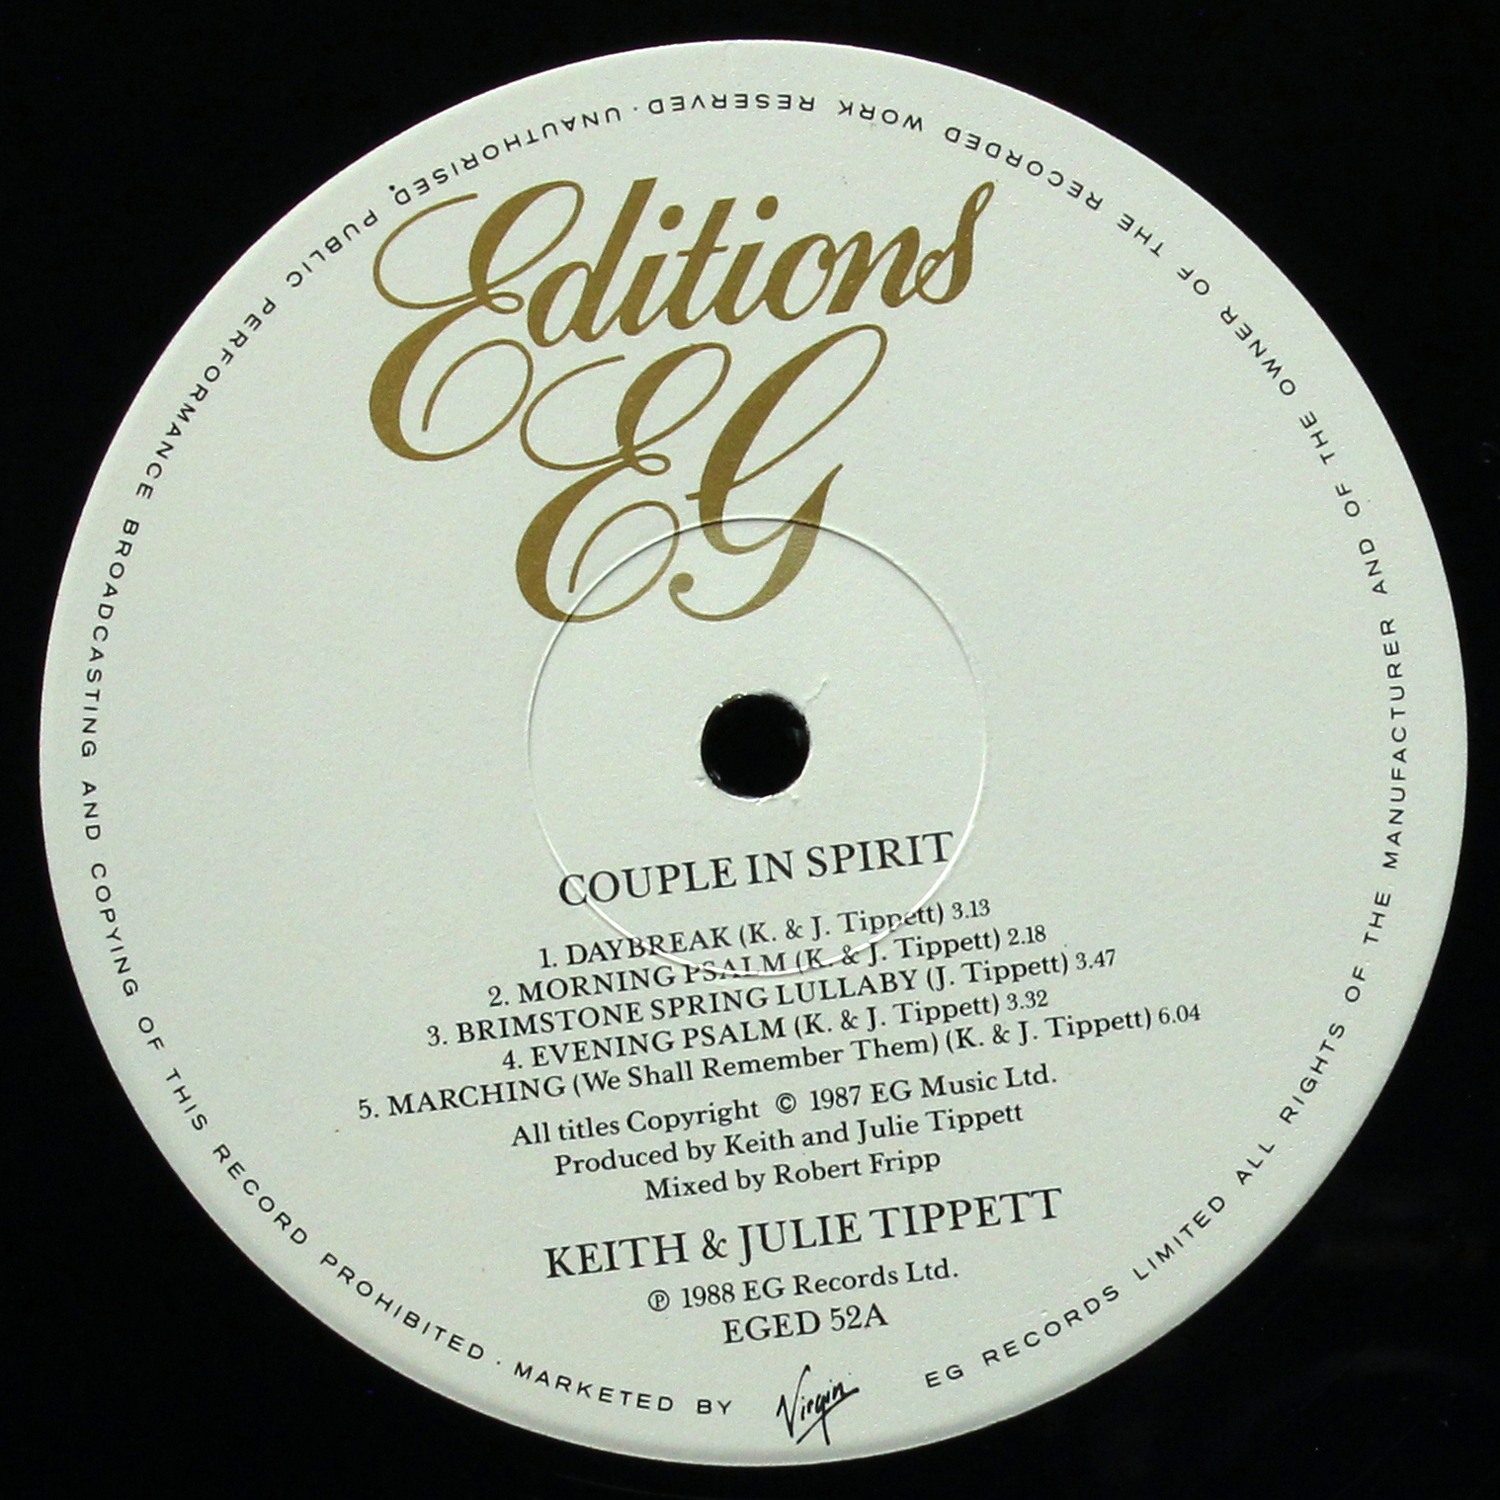 Editions
EG
COUPLE IN SPIRIT
1. DAYBREAK (K. & J. Tippett) 3.13
2. MORNING PSALM (K. & J. Tippett) 2.18
3. BRIMSTONE SPRING LULLABY (J. Tippett) 3.47
4. EVENING PSALM (K. & J. Tippett) 3.32
5. MARCHING (We Shall Remember Them) (K. & J. Tippett) 6.04
All titles Copyright © 1987 EG Music Ltd.
Produced by Keith and Julie Tippett
Mixed by Robert Fripp
KEITH & JULIE TIPPETT
℗ 1988 EG Records Ltd.
EGED 52A
EG RECORDS LIMITED ALL RIGHTS OF THE MANUFACTURER AND OF THE OWNER OF THE RECORDED WORK RESERVED · UNAUTHORISED PUBLIC PERFORMANCE BROADCASTING AND COPYING OF THIS RECORD PROHIBITED · MARKETED BY Virgin